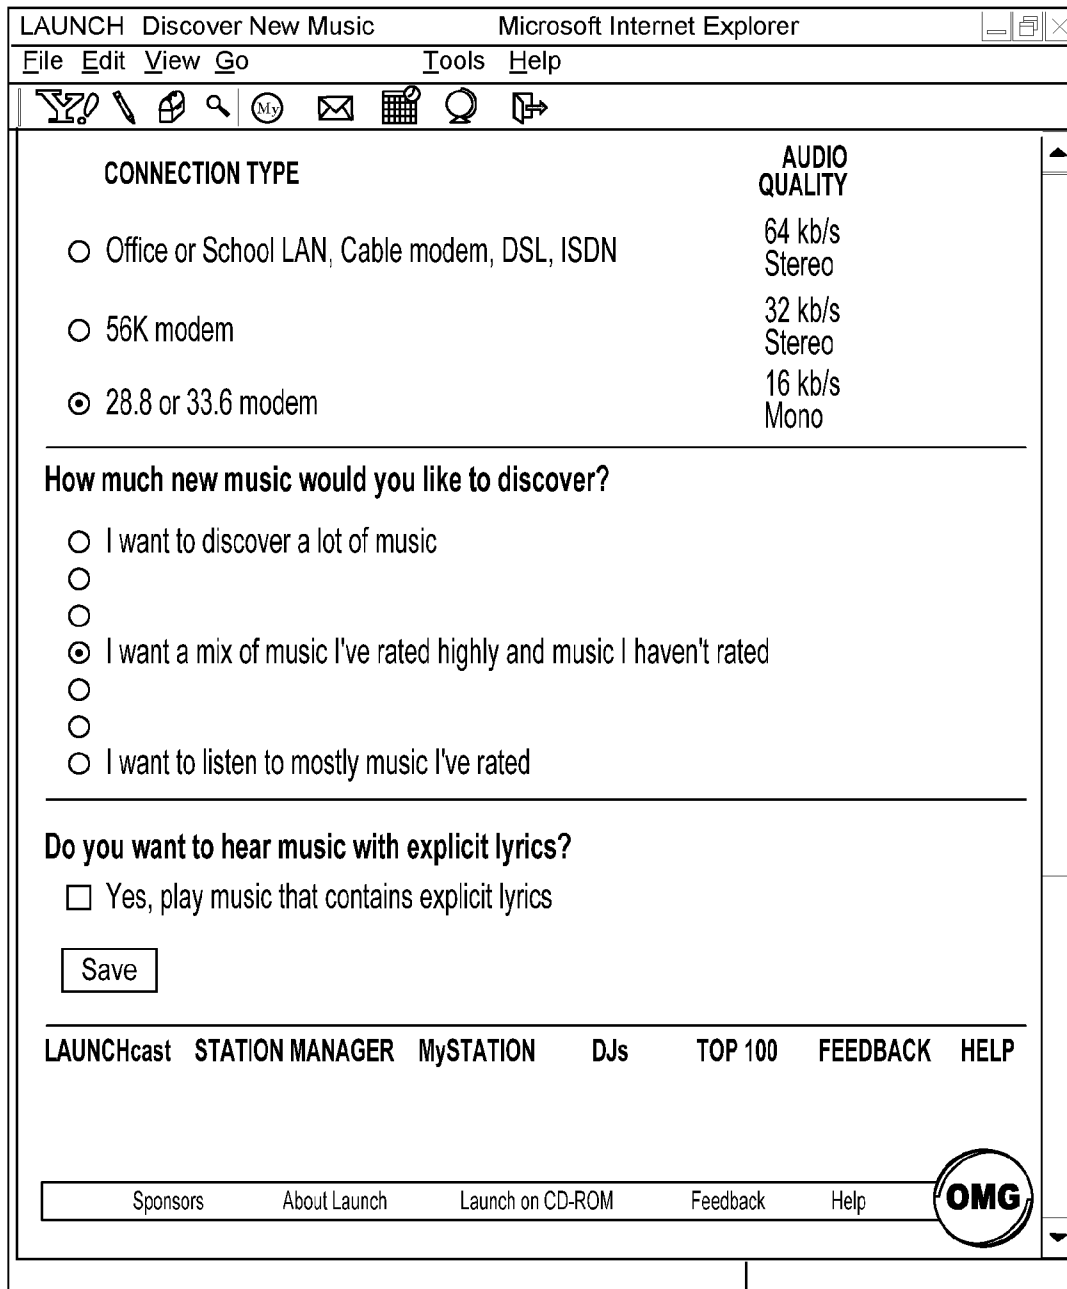 LAUNCH Discover New Music Microsoft Internet Explorer
File Edit View Go Tools Help
Y! My
CONNECTION TYPE
AUDIO
QUALITY
Office or School LAN, Cable modem, DSL, ISDN
64 kb/s
Stereo
56K modem
32 kb/s
Stereo
28.8 or 33.6 modem
16 kb/s
Mono
How much new music would you like to discover?
I want to discover a lot of music
I want a mix of music I've rated highly and music I haven't rated
I want to listen to mostly music I've rated
Do you want to hear music with explicit lyrics?
Yes, play music that contains explicit lyrics
Save
LAUNCHcast STATION MANAGER MySTATION DJs TOP 100 FEEDBACK HELP
Sponsors About Launch Launch on CD-ROM Feedback Help OMG